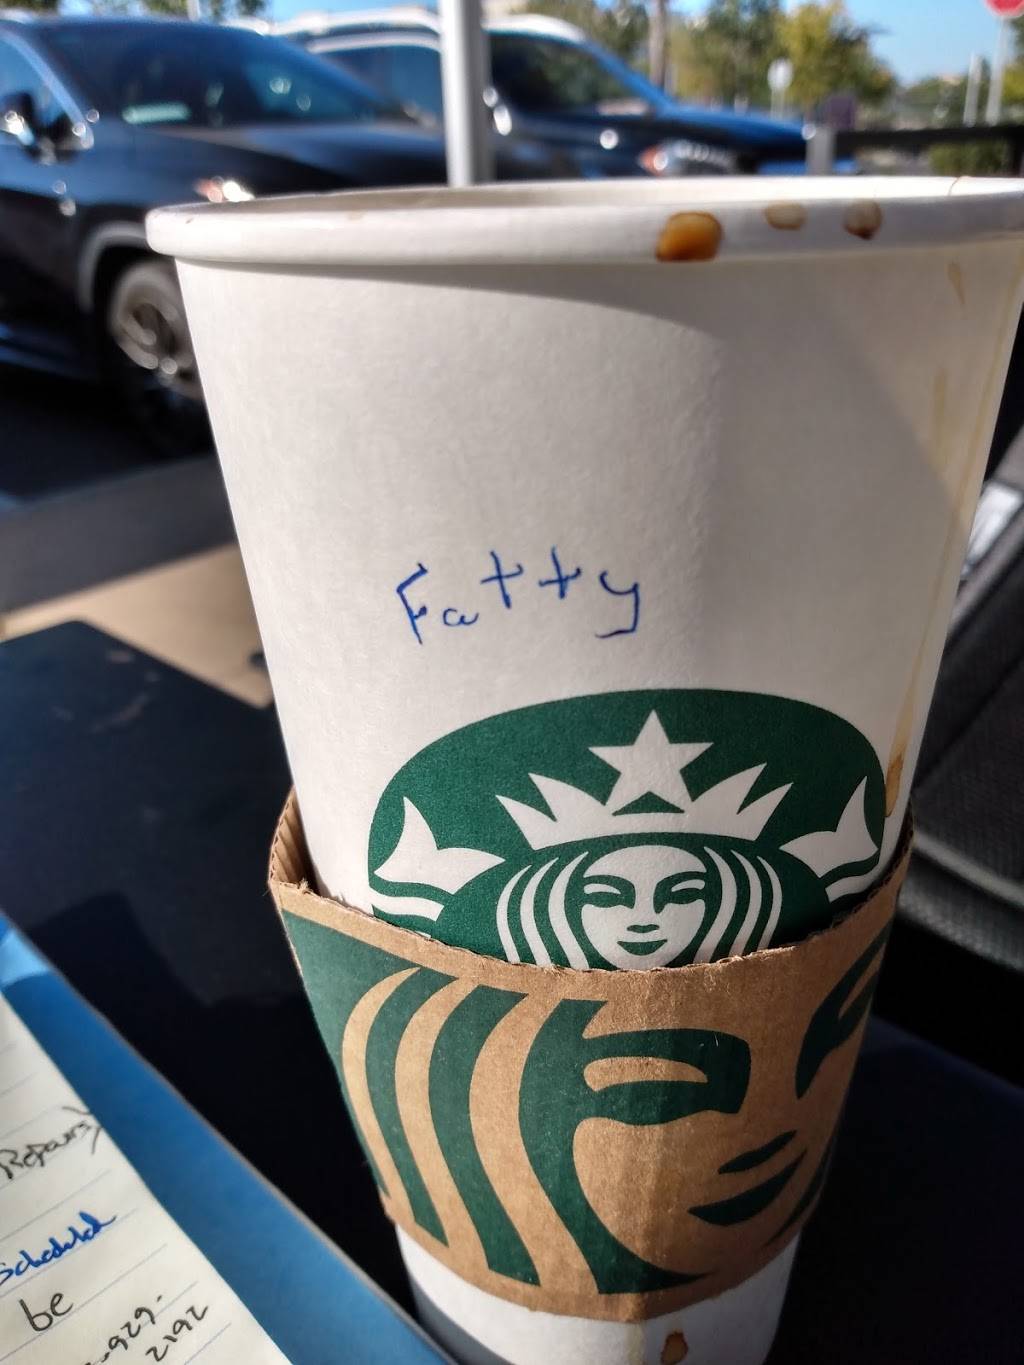 Fatty
Repairs)
Scheduled
be
-929-
2192